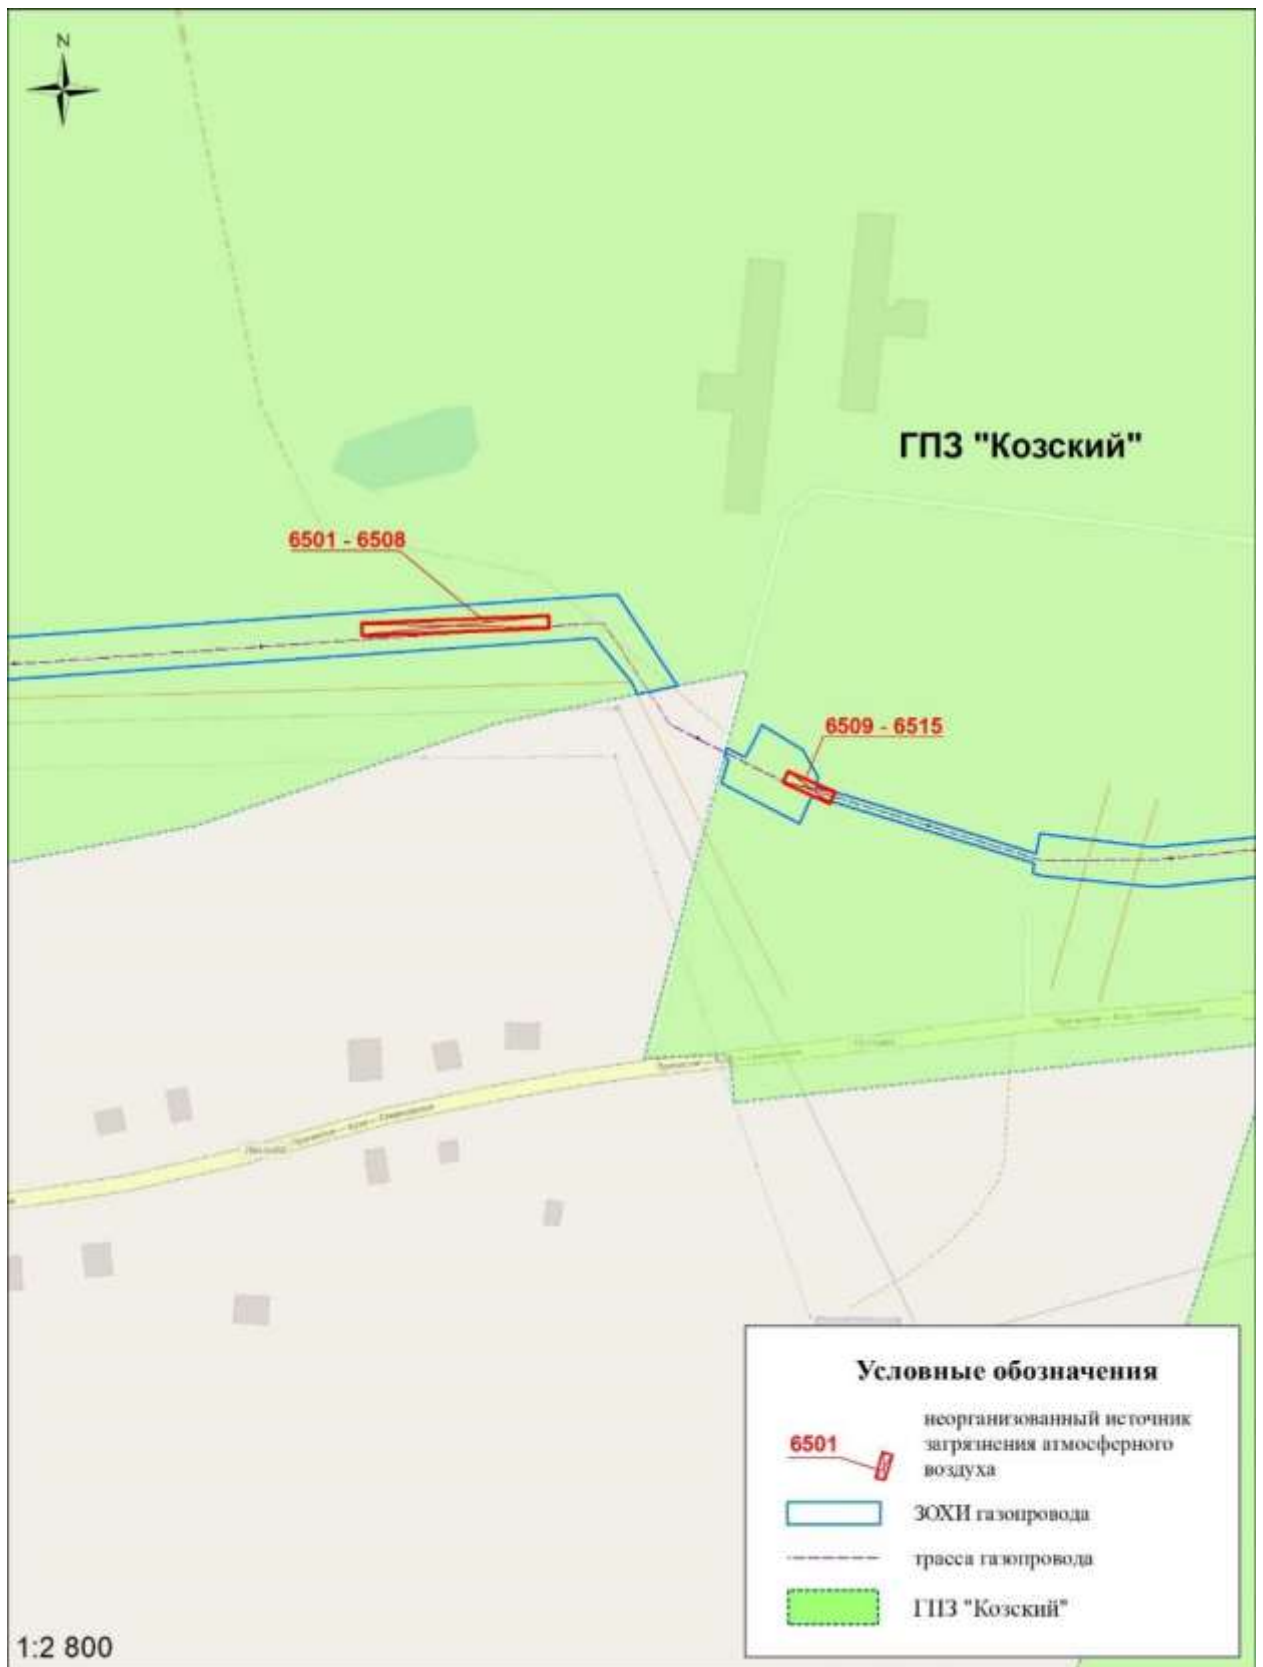 N
ГПЗ "Козский"
6501 - 6508
6509 - 6515
Условные обозначения
6501
неорганизованный источник
загрязнения атмосферного
воздуха
ЗОХИ газопровода
трасса газопровода
ГПЗ "Козский"
1:2 800